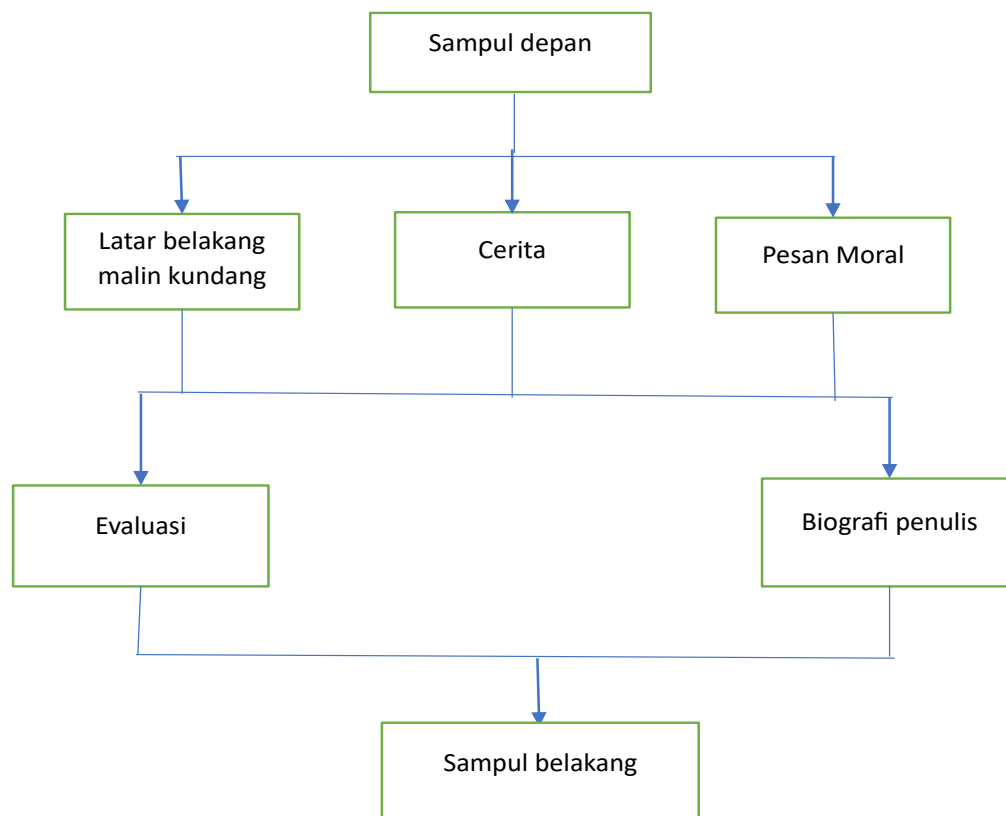 Sampul depan
Latar belakang
malin kundang
Cerita
Pesan Moral
Evaluasi
Biografi penulis
Sampul belakang